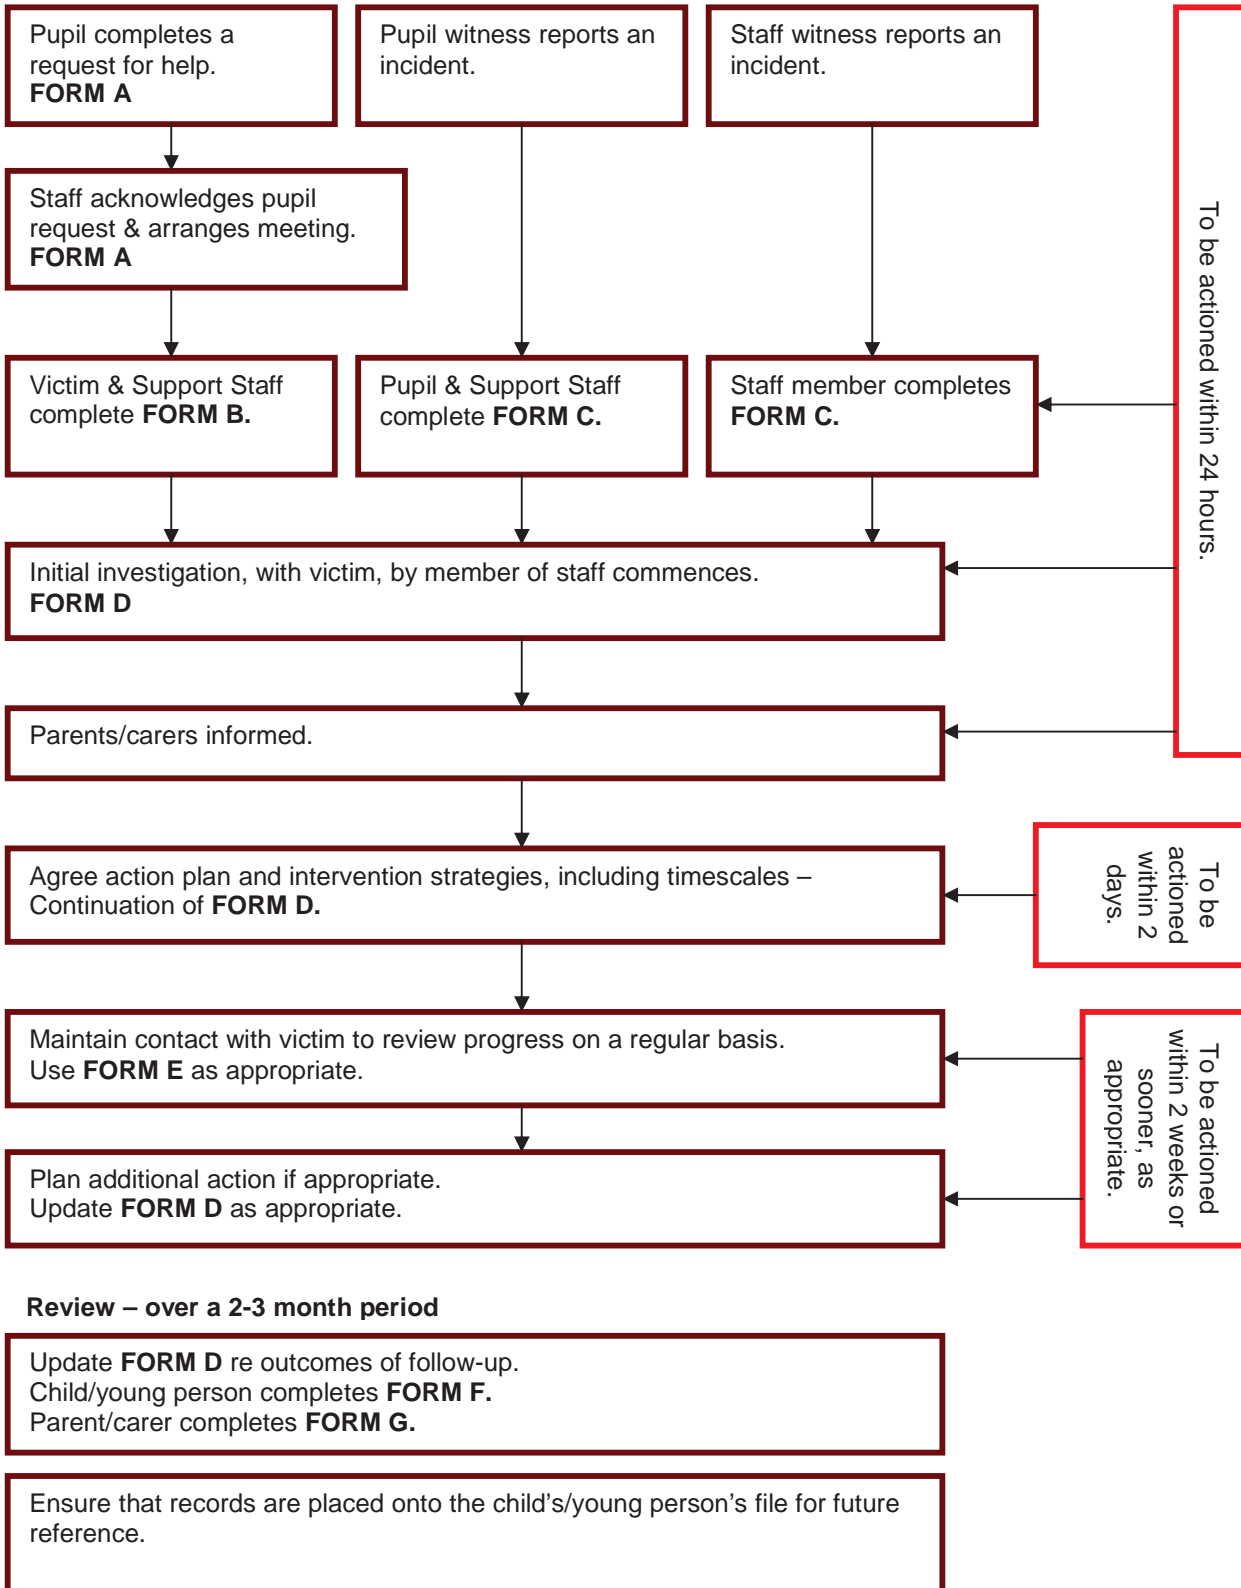 Pupil completes a
request for help.
FORM A
Pupil witness reports an
incident.
Staff witness reports an
incident.
Staff acknowledges pupil
request & arranges meeting.
FORM A
Victim & Support Staff
complete FORM B.
Pupil & Support Staff
complete FORM C.
Staff member completes
FORM C.
To be actioned within 24 hours.
Initial investigation, with victim, by member of staff commences.
FORM D
Parents/carers informed.
Agree action plan and intervention strategies, including timescales –
Continuation of FORM D.
To be
actioned
within 2
days.
Maintain contact with victim to review progress on a regular basis.
Use FORM E as appropriate.
To be actioned
within 2 weeks or
sooner, as
appropriate.
Plan additional action if appropriate.
Update FORM D as appropriate.
Review – over a 2-3 month period
Update FORM D re outcomes of follow-up.
Child/young person completes FORM F.
Parent/carer completes FORM G.
Ensure that records are placed onto the child's/young person's file for future
reference.